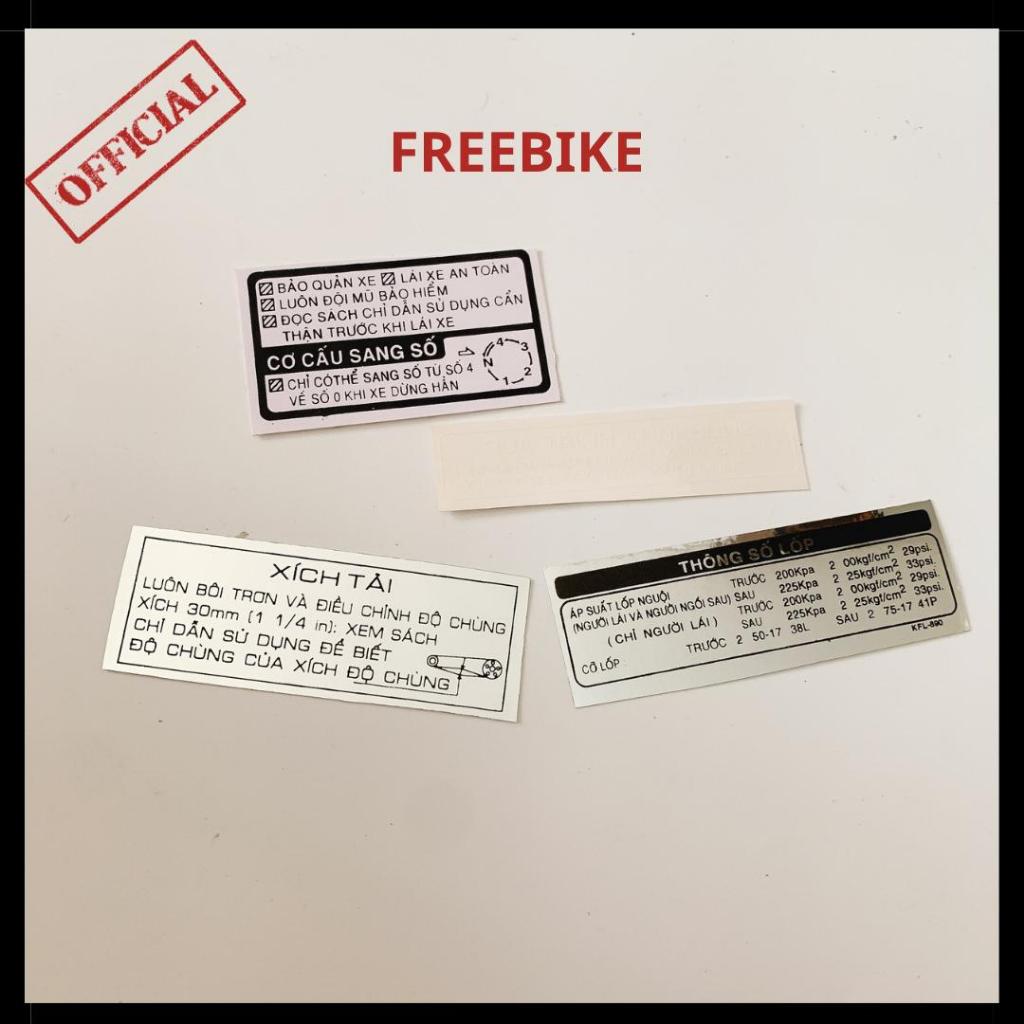 OFFICIAL
FREEBIKE
BẢO QUẢN XE LÁI XE AN TOÀN
LUÔN ĐỘI MŨ BẢO HIỂM
ĐỌC SÁCH CHỈ DẪN SỬ DỤNG CẨN
THẬN TRƯỚC KHI LÁI XE
CƠ CẤU SANG SỐ
CHỈ CÓTHỂ SANG SỐ TỪ SỐ 4
VỀ SỐ 0 KHI XE DỪNG HẲN
N 4 3 2 1
XÍCH TẢI
LUÔN BÔI TRƠN VÀ ĐIỀU CHỈNH ĐỘ CHÙNG
XÍCH 30mm (1 1/4 in); XEM SÁCH
CHỈ DẪN SỬ DỤNG ĐỂ BIẾT
ĐỘ CHÙNG CỦA XÍCH ĐỘ CHÙNG
THÔNG SỐ LỐP
ÁP SUẤT LỐP NGUỘI TRƯỚC 200Kpa 2 00kgf/cm2 29psi.
(NGƯỜI LÁI VÀ NGƯỜI NGỒI SAU) SAU 225Kpa 2 25kgf/cm2 33psi.
(CHỈ NGƯỜI LÁI) TRƯỚC 200Kpa 2 00kgf/cm2 29psi.
SAU 225Kpa 2 25kgf/cm2 33psi.
CỠ LỐP TRƯỚC 2 50-17 38L SAU 2 75-17 41P
KFL-890